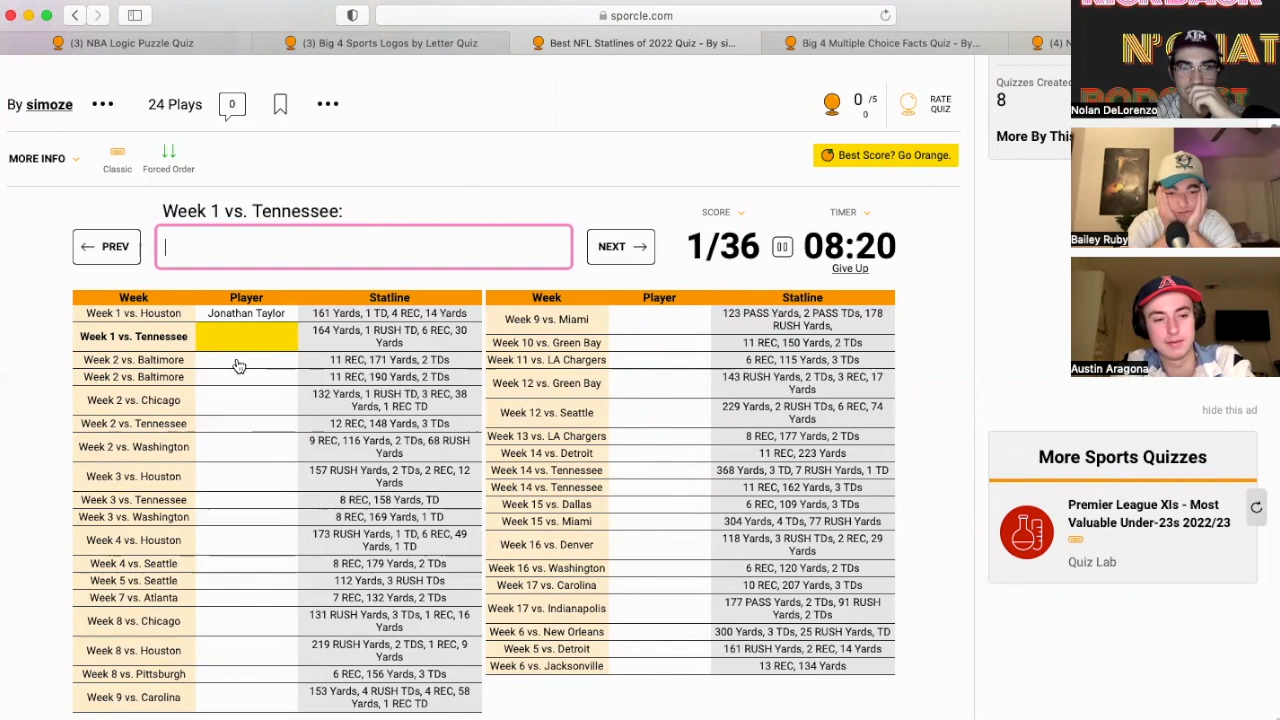 sporcle.com
(3) NBA Logic Puzzle Quiz
(3) Big 4 Sports Logos by Letter Quiz
Best NFL Statlines of 2022 Quiz - By si...
Big 4 Multiple Choice Facts Quiz - By...
By simoze
24 Plays
0
0 /5
0
RATE
QUIZ
MORE INFO
Classic
Forced Order
Best Score? Go Orange.
Week 1 vs. Tennessee:
PREV
NEXT
SCORE
1/36
TIMER
08:20
Give Up
Week Player Statline
Week 1 vs. Houston Jonathan Taylor 161 Yards, 1 TD, 4 REC, 14 Yards
Week 1 vs. Tennessee 164 Yards, 1 RUSH TD, 6 REC, 30
Yards
Week 2 vs. Baltimore 11 REC, 171 Yards, 2 TDs
Week 2 vs. Baltimore 11 REC, 190 Yards, 2 TDs
Week 2 vs. Chicago 132 Yards, 1 RUSH TD, 3 REC, 38
Yards, 1 REC TD
Week 2 vs. Tennessee 12 REC, 148 Yards, 3 TDs
Week 2 vs. Washington 9 REC, 116 Yards, 2 TDs, 68 RUSH
Yards
Week 3 vs. Houston 157 RUSH Yards, 2 TDs, 2 REC, 12
Yards
Week 3 vs. Tennessee 8 REC, 158 Yards, TD
Week 3 vs. Washington 8 REC, 169 Yards, 1 TD
Week 4 vs. Houston 173 RUSH Yards, 1 TD, 6 REC, 49
Yards, 1 TD
Week 4 vs. Seattle 8 REC, 179 Yards, 2 TDs
Week 5 vs. Seattle 112 Yards, 3 RUSH TDs
Week 7 vs. Atlanta 7 REC, 132 Yards, 2 TDs
Week 8 vs. Chicago 131 RUSH Yards, 3 TDs, 1 REC, 16
Yards
Week 8 vs. Houston 219 RUSH Yards, 2 TDS, 1 REC, 9
Yards
Week 8 vs. Pittsburgh 6 REC, 156 Yards, 3 TDs
Week 9 vs. Carolina 153 Yards, 4 RUSH TDs, 4 REC, 58
Yards, 1 REC TD
Week Player Statline
Week 9 vs. Miami 123 PASS Yards, 2 PASS TDs, 178
RUSH Yards,
Week 10 vs. Green Bay 11 REC, 150 Yards, 2 TDs
Week 11 vs. LA Chargers 6 REC, 115 Yards, 3 TDs
Week 12 vs. Green Bay 143 RUSH Yards, 2 TDs, 3 REC, 17
Yards
Week 12 vs. Seattle 229 Yards, 2 RUSH TDs, 6 REC, 74
Yards
Week 13 vs. LA Chargers 8 REC, 177 Yards, 2 TDs
Week 14 vs. Detroit 11 REC, 223 Yards
Week 14 vs. Tennessee 368 Yards, 3 TD, 7 RUSH Yards, 1 TD
Week 14 vs. Tennessee 11 REC, 162 Yards, 3 TDs
Week 15 vs. Dallas 6 REC, 109 Yards, 3 TDs
Week 15 vs. Miami 304 Yards, 4 TDs, 77 RUSH Yards
Week 16 vs. Denver 118 Yards, 3 RUSH TDs, 2 REC, 29
Yards
Week 16 vs. Washington 6 REC, 120 Yards, 2 TDs
Week 17 vs. Carolina 10 REC, 207 Yards, 3 TDs
Week 17 vs. Indianapolis 177 PASS Yards, 2 TDs, 91 RUSH
Yards, 2 TDs
Week 6 vs. New Orleans 300 Yards, 3 TDs, 25 RUSH Yards, TD
Week 5 vs. Detroit 161 RUSH Yards, 2 REC, 14 Yards
Week 6 vs. Jacksonville 13 REC, 134 Yards
Quizzes Created
8
More By This
hide this ad
More Sports Quizzes
Premier League XIs - Most
Valuable Under-23s 2022/23
Quiz Lab
Nolan DeLorenzo
Bailey Ruby
Austin Aragona